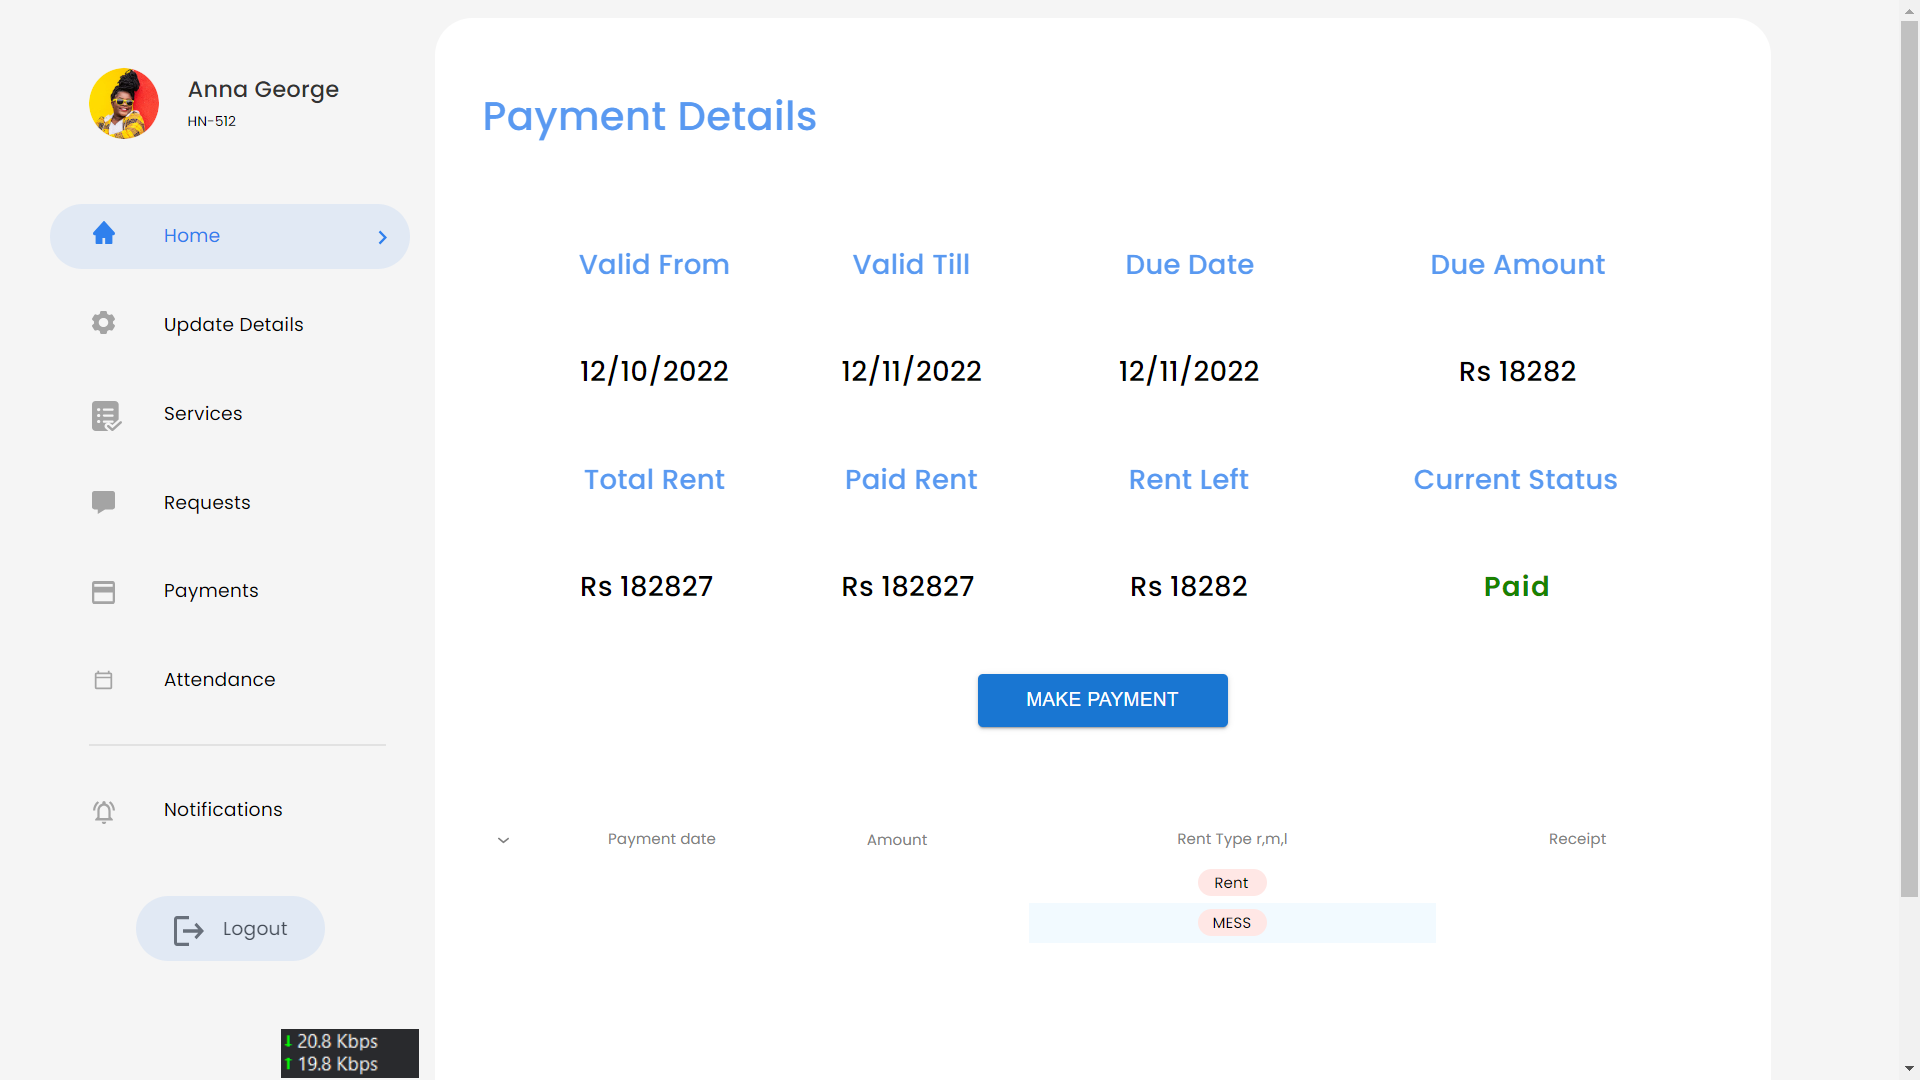 Anna George
HN-512
Home
Update Details
Services
Requests
Payments
Attendance
Notifications
Logout
20.8 Kbps
19.8 Kbps
Payment Details
Valid From Valid Till Due Date Due Amount
12/10/2022 12/11/2022 12/11/2022 Rs 18282
Total Rent Paid Rent Rent Left Current Status
Rs 182827 Rs 182827 Rs 18282 Paid
MAKE PAYMENT
Payment date Amount Rent Type r,m,l Receipt
Rent
MESS